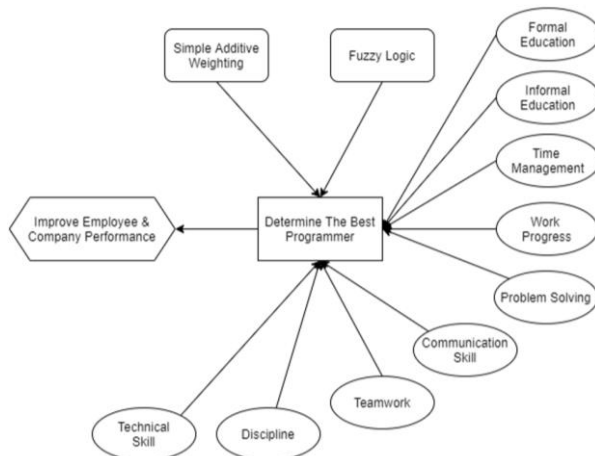 Simple Additive
Weighting
Fuzzy Logic
Formal
Education
Informal
Education
Time
Management
Improve Employee &
Company Performance
Determine The Best
Programmer
Work
Progress
Problem Solving
Communication
Skill
Teamwork
Technical
Skill
Discipline